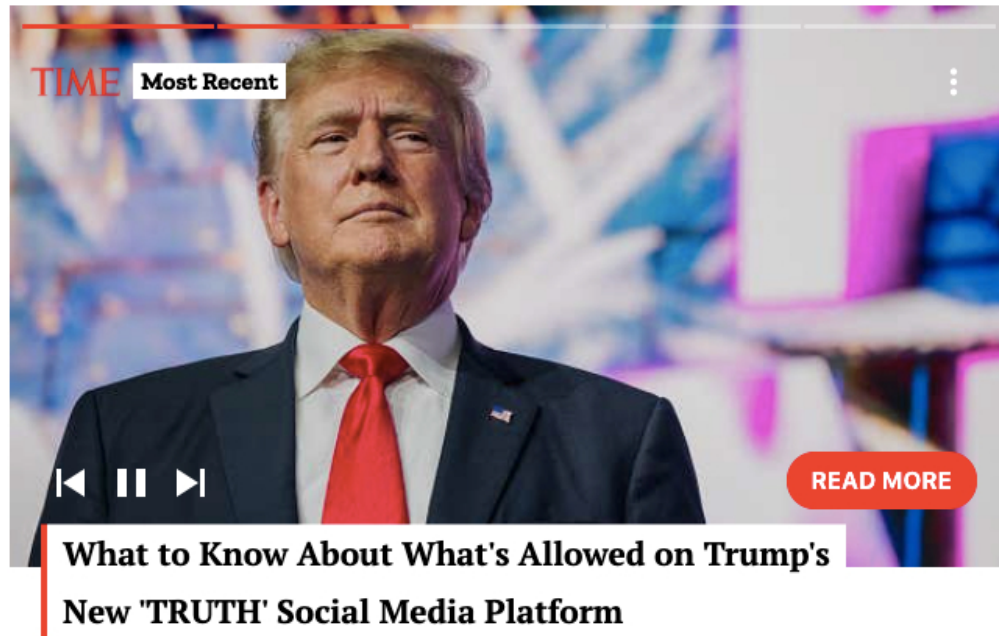 TIME Most Recent
READ MORE
What to Know About What's Allowed on Trump's
New 'TRUTH' Social Media Platform